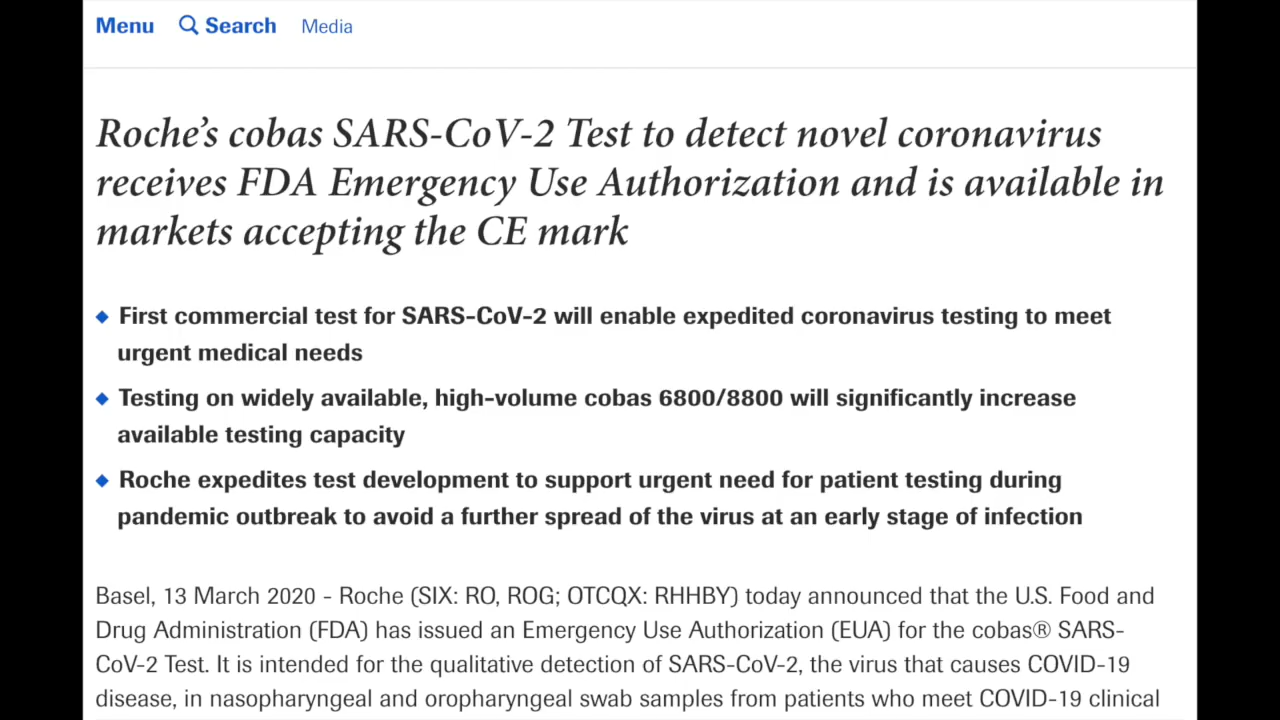 Menu Search Media
Roche's cobas SARS-CoV-2 Test to detect novel coronavirus
receives FDA Emergency Use Authorization and is available in
markets accepting the CE mark
First commercial test for SARS-CoV-2 will enable expedited coronavirus testing to meet
urgent medical needs
Testing on widely available, high-volume cobas 6800/8800 will significantly increase
available testing capacity
Roche expedites test development to support urgent need for patient testing during
pandemic outbreak to avoid a further spread of the virus at an early stage of infection
Basel, 13 March 2020 - Roche (SIX: RO, ROG; OTCQX: RHHBY) today announced that the U.S. Food and
Drug Administration (FDA) has issued an Emergency Use Authorization (EUA) for the cobas® SARS-
CoV-2 Test. It is intended for the qualitative detection of SARS-CoV-2, the virus that causes COVID-19
disease, in nasopharyngeal and oropharyngeal swab samples from patients who meet COVID-19 clinical